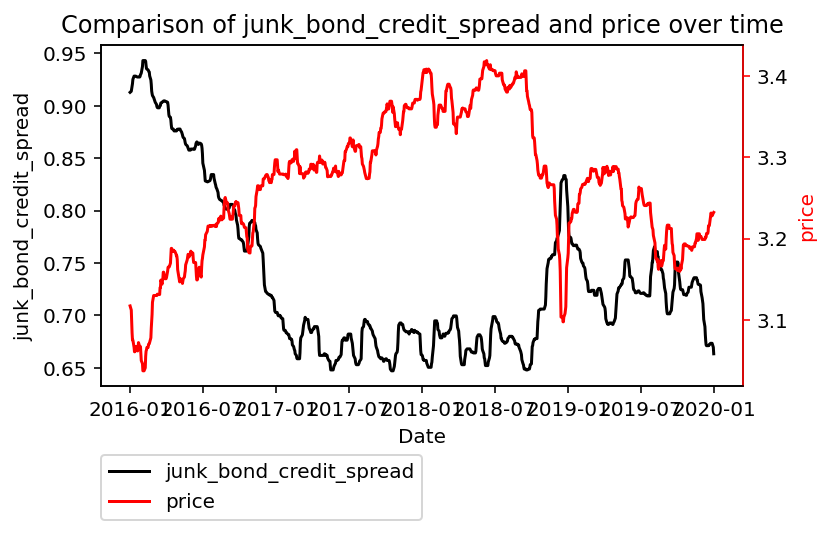 Comparison of junk_bond_credit_spread and price over time
junk_bond_credit_spread
0.95
0.90
0.85
0.80
0.75
0.70
0.65
3.4
3.3
3.2
3.1
price
2016-01 2016-07 2017-01 2017-07 2018-01 2018-07 2019-01 2019-07 2020-01
Date
junk_bond_credit_spread
price